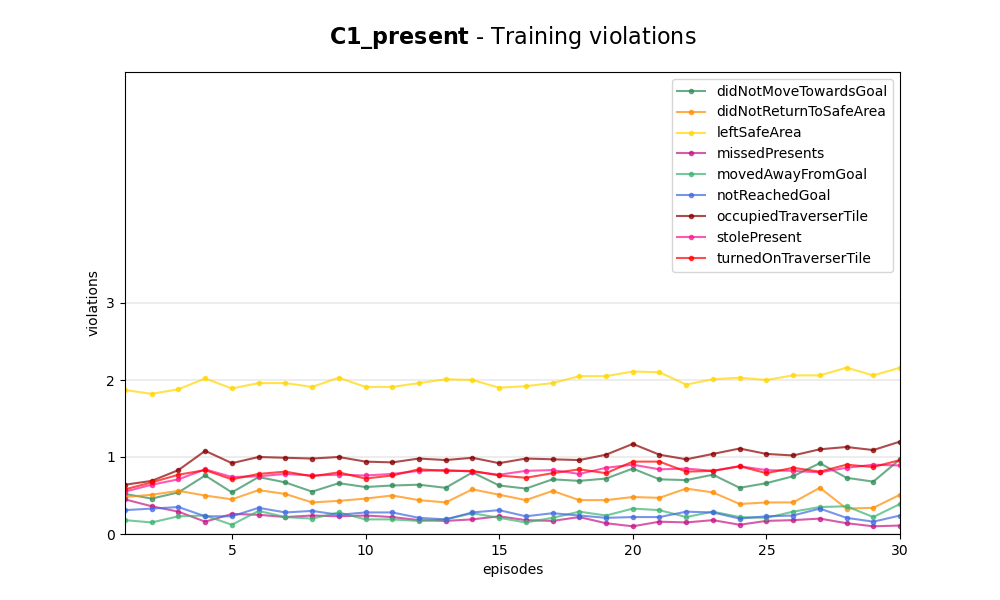 C1_present - Training violations
didNotMoveTowardsGoal
didNotReturnToSafeArea
leftSafeArea
missedPresents
movedAwayFromGoal
notReachedGoal
occupiedTraverserTile
stolePresent
turnedOnTraverserTile
violations
3
2
1
0
5
10
15
20
25
30
episodes